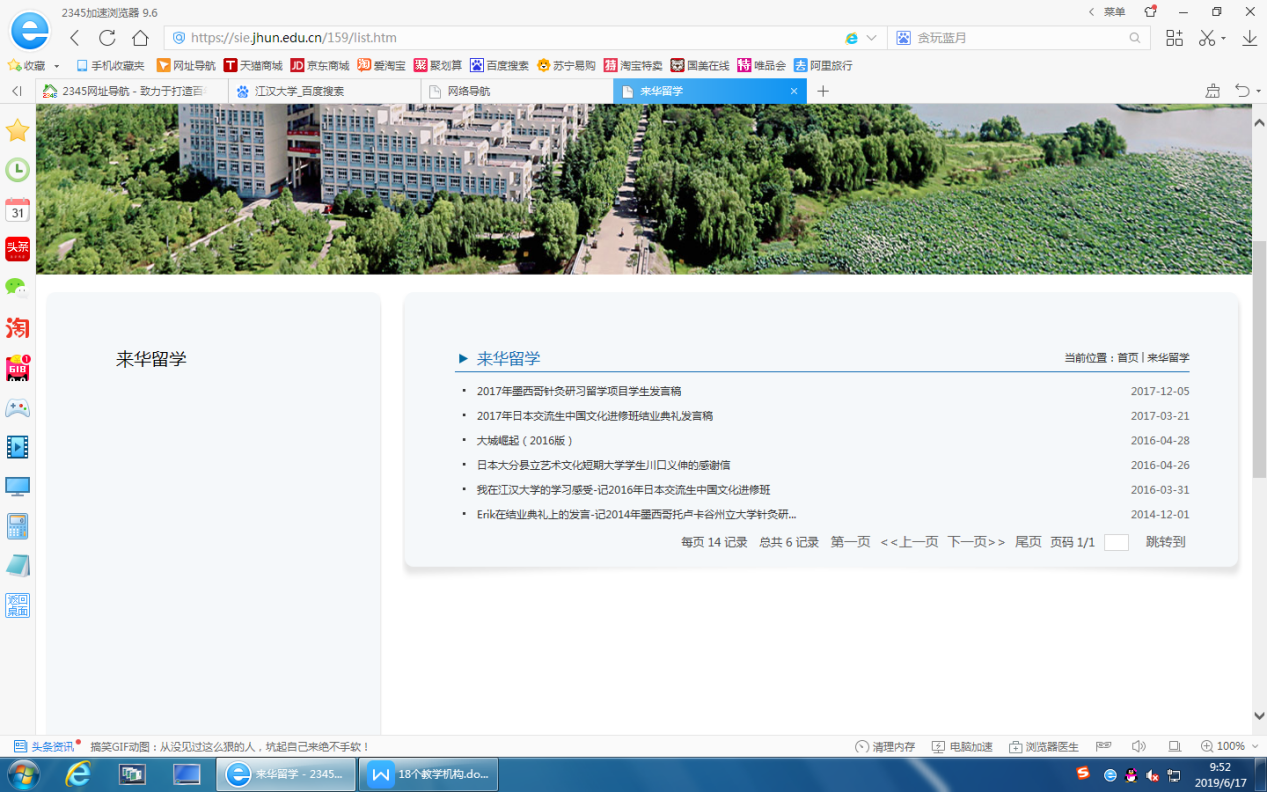 2345加速浏览器 9.6
菜单
https://sie.jhun.edu.cn/159/list.htm
贪玩蓝月
收藏 手机收藏夹 网址导航 天猫商城 京东商城 爱淘宝 聚划算 百度搜索 苏宁易购 淘宝特卖 国美在线 唯品会 阿里旅行
2345网址导航 - 致力于打造百 江汉大学_百度搜索 网络导航 来华留学
31
头条
淘
618
返回
桌面
来华留学
来华留学
当前位置：首页 | 来华留学
2017年墨西哥针灸研习留学项目学生发言稿 2017-12-05
2017年日本交流生中国文化进修班结业典礼发言稿 2017-03-21
大城崛起（2016版） 2016-04-28
日本大分县立艺术文化短期大学学生川口义伸的感谢信 2016-04-26
我在江汉大学的学习感受-记2016年日本交流生中国文化进修班 2016-03-31
Erik在结业典礼上的发言-记2014年墨西哥托卢卡谷州立大学针灸研... 2014-12-01
每页 14 记录 总共 6 记录 第一页 <<上一页 下一页>> 尾页 页码 1/1 跳转到
头条资讯 搞笑GIF动图：从没见过这么狠的人，坑起自己来绝不手软！
清理内存 电脑加速 浏览器医生 100%
来华留学 - 2345... 18个教学机构.do...
9:52
2019/6/17